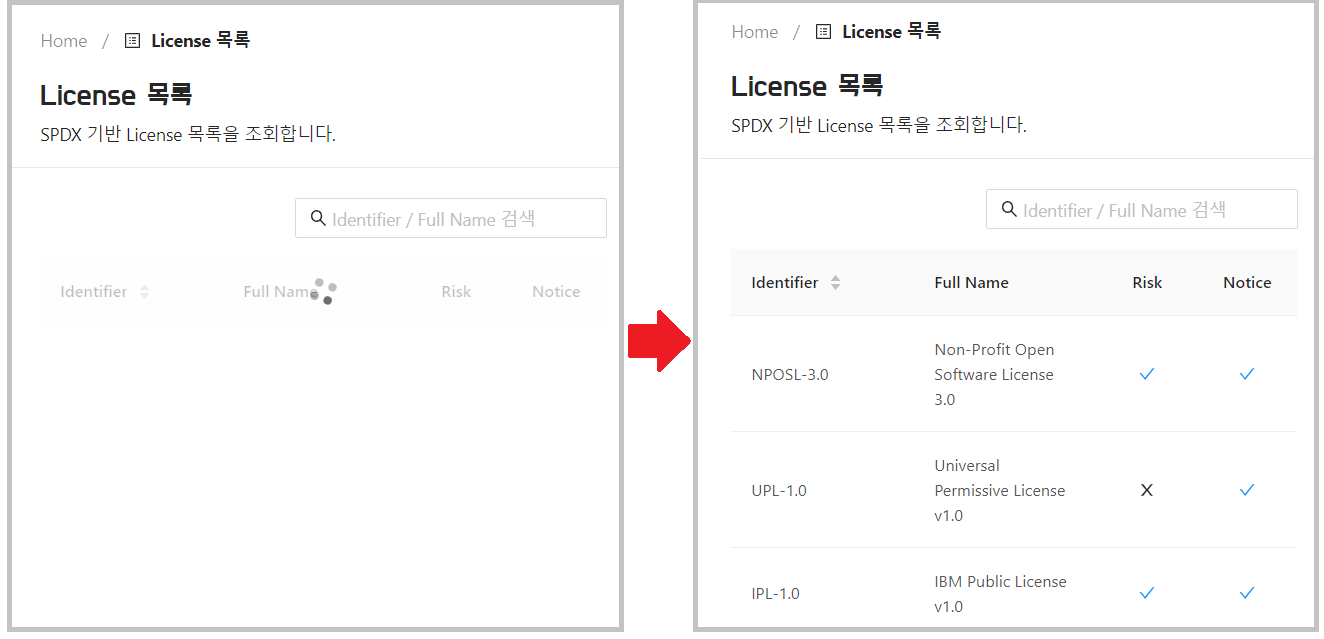 Home / License 목록
License 목록
SPDX 기반 License 목록을 조회합니다.
Identifier / Full Name 검색
Identifier Full Name Risk Notice
Home / License 목록
License 목록
SPDX 기반 License 목록을 조회합니다.
Identifier / Full Name 검색
Identifier Full Name Risk Notice
NPOSL-3.0
Non-Profit Open
Software License
3.0
UPL-1.0
Universal
Permissive License
v1.0
X
IPL-1.0
IBM Public License
v1.0